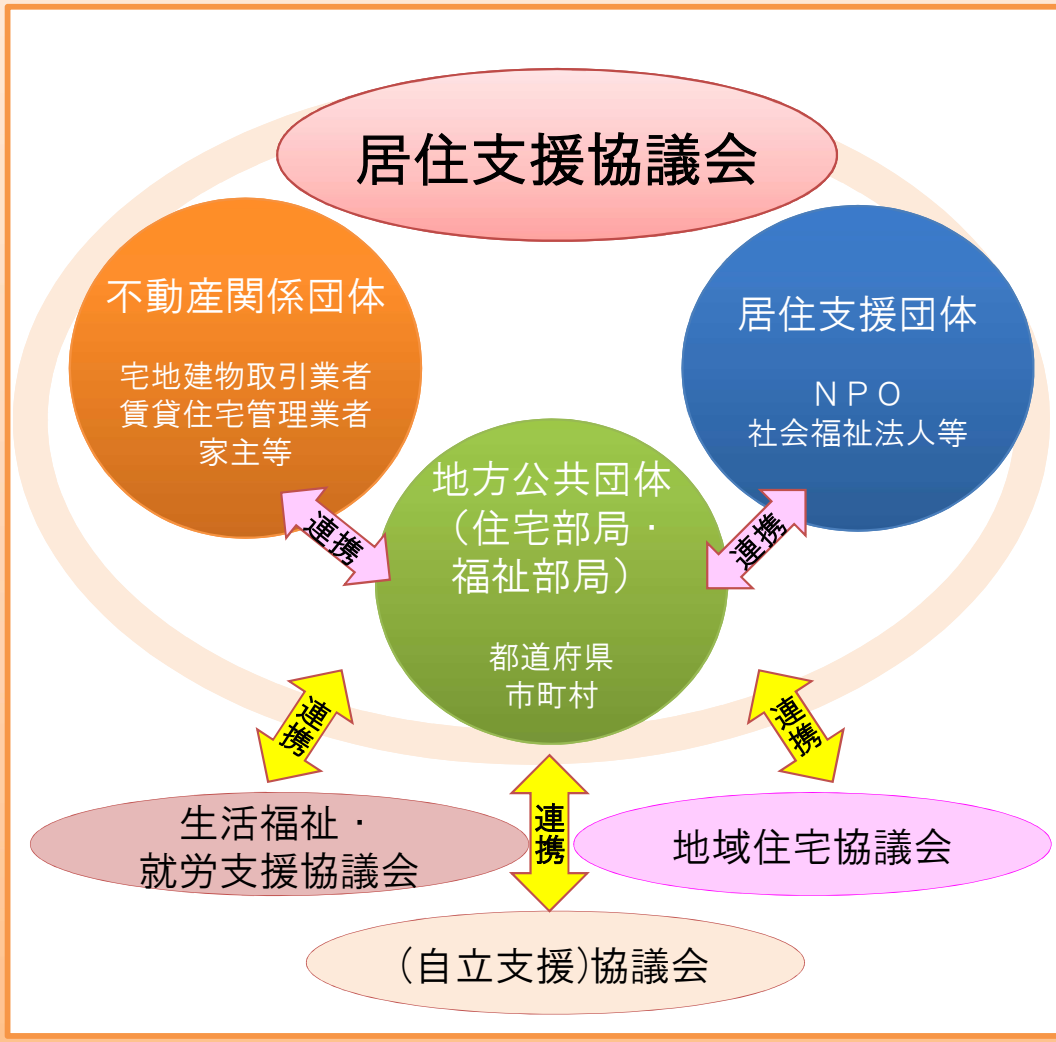 居住支援協議会
不動産関係団体
宅地建物取引業者
賃貸住宅管理業者
家主等
居住支援団体
ＮＰＯ
社会福祉法人等
地方公共団体
（住宅部局・
福祉部局）
都道府県
市町村
連携
連携
連携
連携
連携
生活福祉・
就労支援協議会
地域住宅協議会
（自立支援）協議会